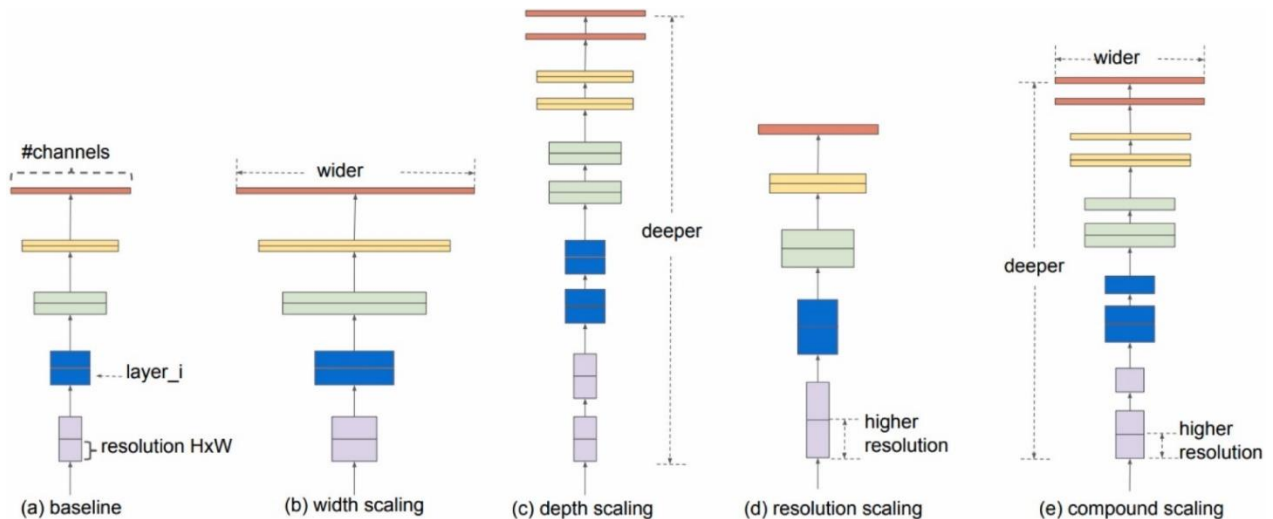 #channels
layer_i
resolution HxW
(a) baseline
wider
(b) width scaling
deeper
(c) depth scaling
higher
resolution
(d) resolution scaling
wider
deeper
higher
resolution
(e) compound scaling